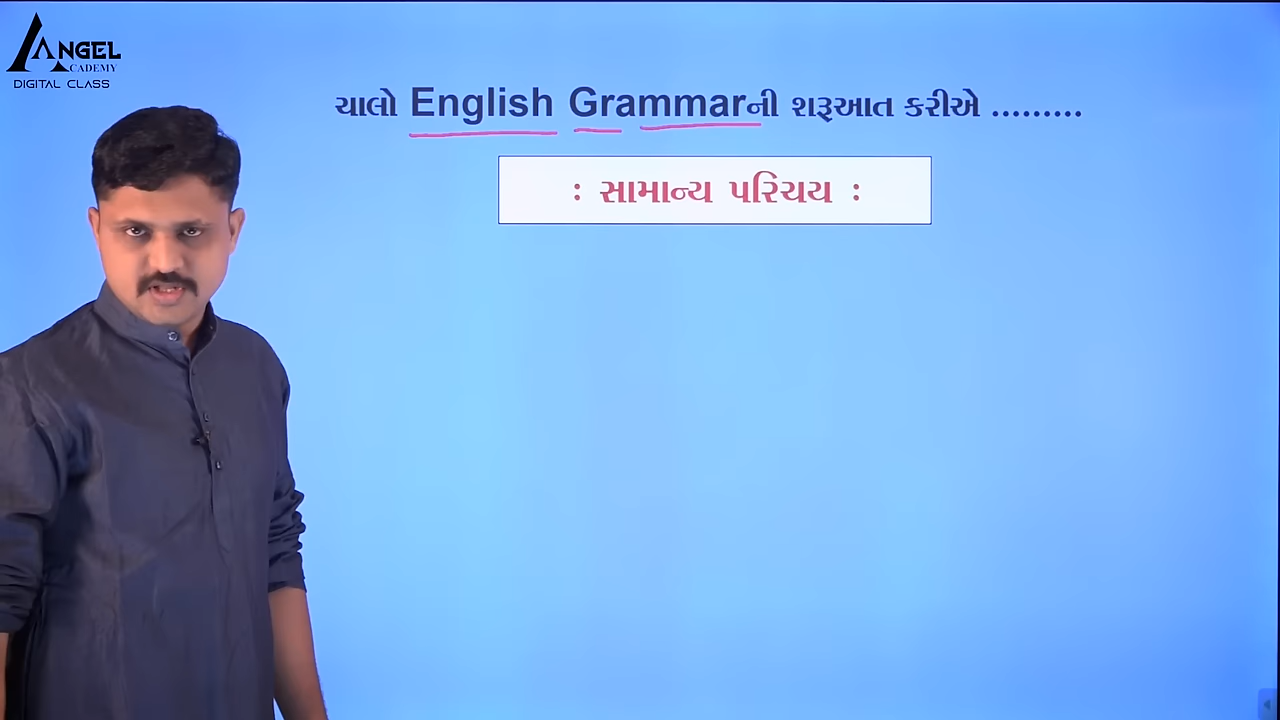 ANGEL
ACADEMY
DIGITAL CLASS
ચાલો English Grammarની શરૂઆત કરીએ .........
: સામાન્ય પરિચય :